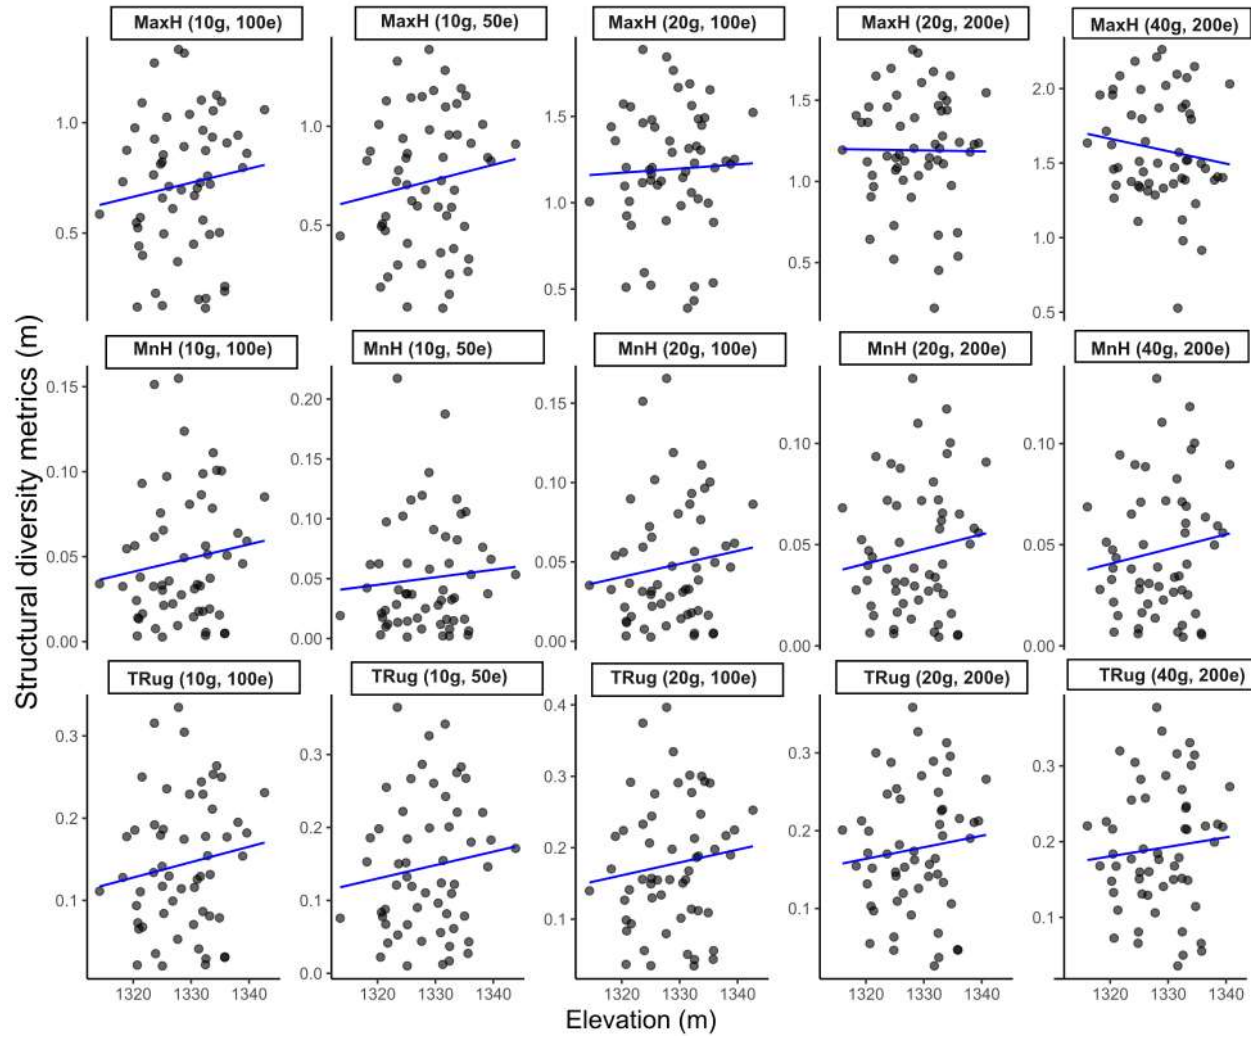 MaxH (10g, 100e)
MaxH (10g, 50e)
MaxH (20g, 100e)
MaxH (20g, 200e)
MaxH (40g, 200e)
1.0
0.5
1.0
0.5
1.5
1.0
0.5
1.5
1.0
0.5
2.0
1.5
1.0
0.5
MnH (10g, 100e)
MnH (10g, 50e)
MnH (20g, 100e)
MnH (20g, 200e)
MnH (40g, 200e)
0.15
0.10
0.05
0.00
0.20
0.15
0.10
0.05
0.00
0.15
0.10
0.05
0.00
0.10
0.05
0.00
0.10
0.05
0.00
TRug (10g, 100e)
TRug (10g, 50e)
TRug (20g, 100e)
TRug (20g, 200e)
TRug (40g, 200e)
0.3
0.2
0.1
0.3
0.2
0.1
0.0
0.4
0.3
0.2
0.1
0.3
0.2
0.1
0.3
0.2
0.1
1320 1330 1340
1320 1330 1340
1320 1330 1340
1320 1330 1340
1320 1330 1340
Structural diversity metrics (m)
Elevation (m)